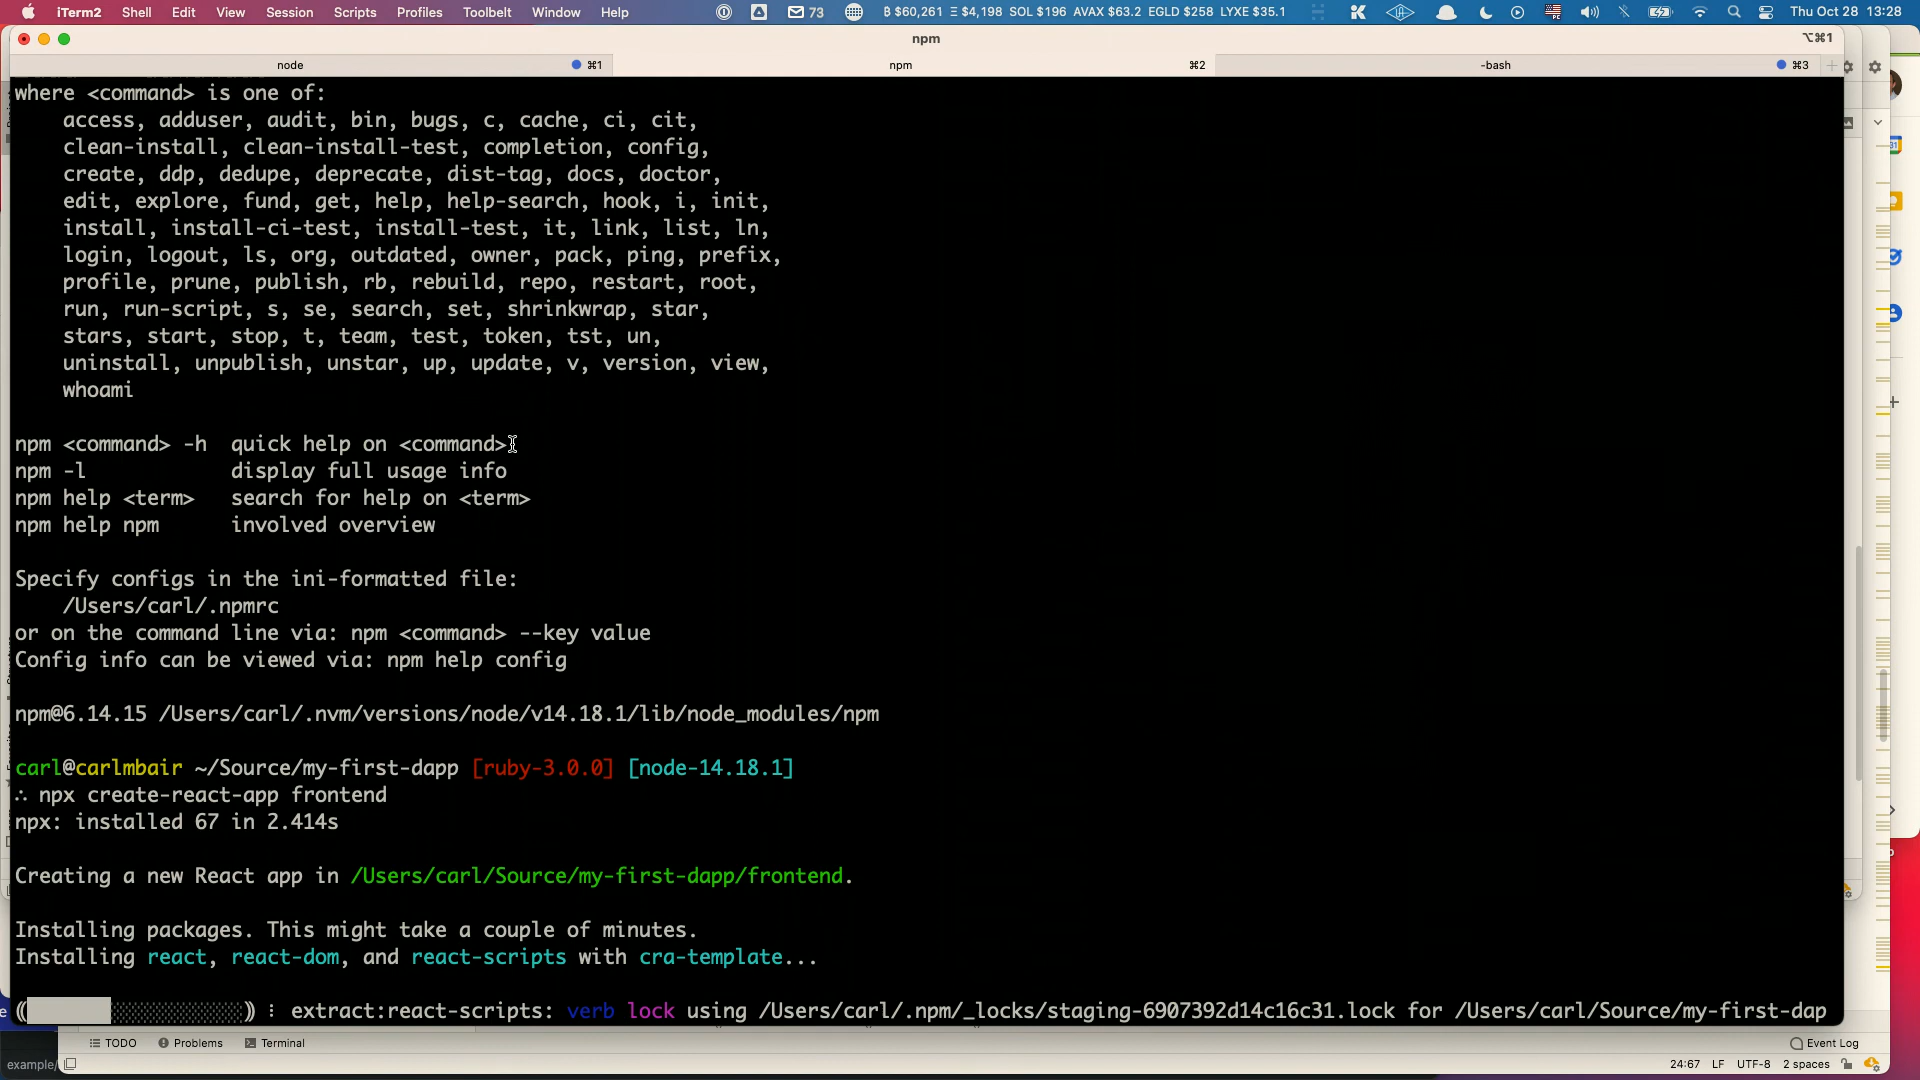 iTerm2 Shell Edit View Session Scripts Profiles Toolbelt Window Help 73 ₿ $60,261 Ξ $4,198 SOL $196 AVAX $63.2 EGLD $258 LYXE $35.1 Thu Oct 28 13:28
npm ⌥⌘1
node ⌘1 npm ⌘2 -bash ⌘3
where <command> is one of:
access, adduser, audit, bin, bugs, c, cache, ci, cit,
clean-install, clean-install-test, completion, config,
create, ddp, dedupe, deprecate, dist-tag, docs, doctor,
edit, explore, fund, get, help, help-search, hook, i, init,
install, install-ci-test, install-test, it, link, list, ln,
login, logout, ls, org, outdated, owner, pack, ping, prefix,
profile, prune, publish, rb, rebuild, repo, restart, root,
run, run-script, s, se, search, set, shrinkwrap, star,
stars, start, stop, t, team, test, token, tst, un,
uninstall, unpublish, unstar, up, update, v, version, view,
whoami
npm <command> -h quick help on <command>
npm -l display full usage info
npm help <term> search for help on <term>
npm help npm involved overview
Specify configs in the ini-formatted file:
/Users/carl/.npmrc
or on the command line via: npm <command> --key value
Config info can be viewed via: npm help config
npm@6.14.15 /Users/carl/.nvm/versions/node/v14.18.1/lib/node_modules/npm
carl@carlmbair ~/Source/my-first-dapp [ruby-3.0.0] [node-14.18.1]
∴ npx create-react-app frontend
npx: installed 67 in 2.414s
Creating a new React app in /Users/carl/Source/my-first-dapp/frontend.
Installing packages. This might take a couple of minutes.
Installing react, react-dom, and react-scripts with cra-template...
(( ░░░░░░░░░░░)) ⠸ extract:react-scripts: verb lock using /Users/carl/.npm/_locks/staging-6907392d14c16c31.lock for /Users/carl/Source/my-first-dap
TODO Problems Terminal Event Log
example/ 24:67 LF UTF-8 2 spaces